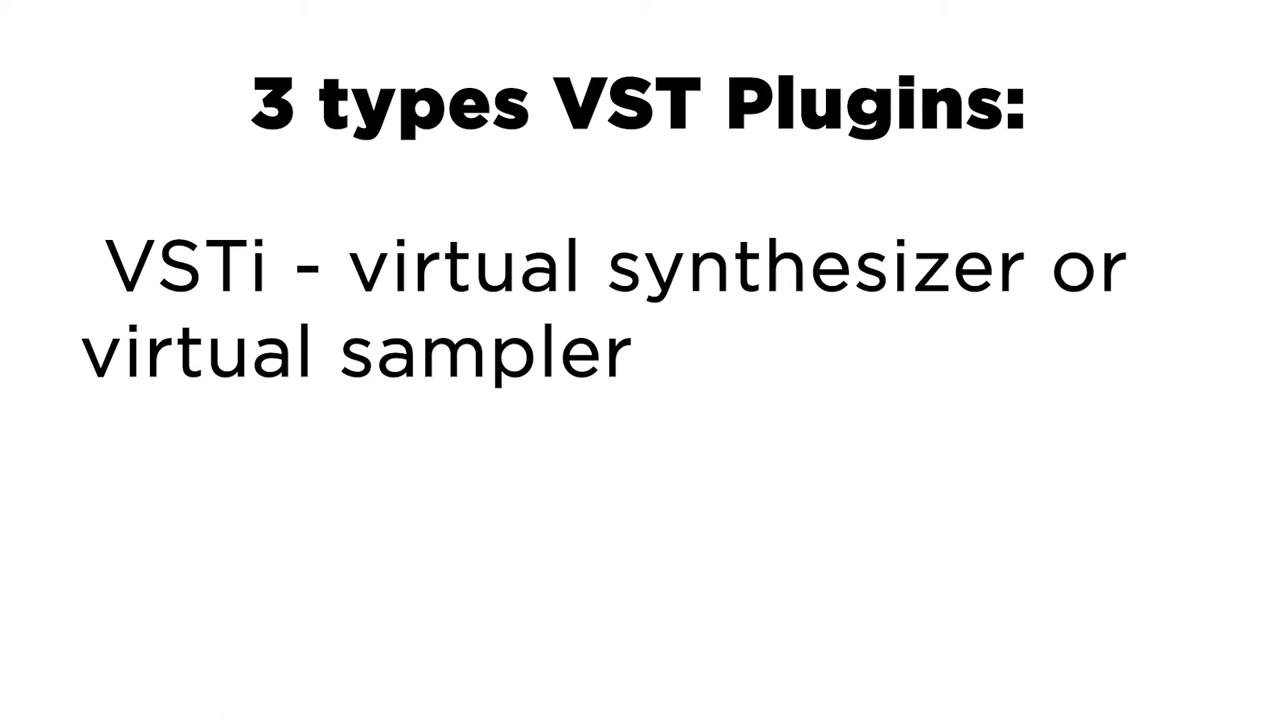 3 types VST Plugins:
VSTi - virtual synthesizer or
virtual sampler